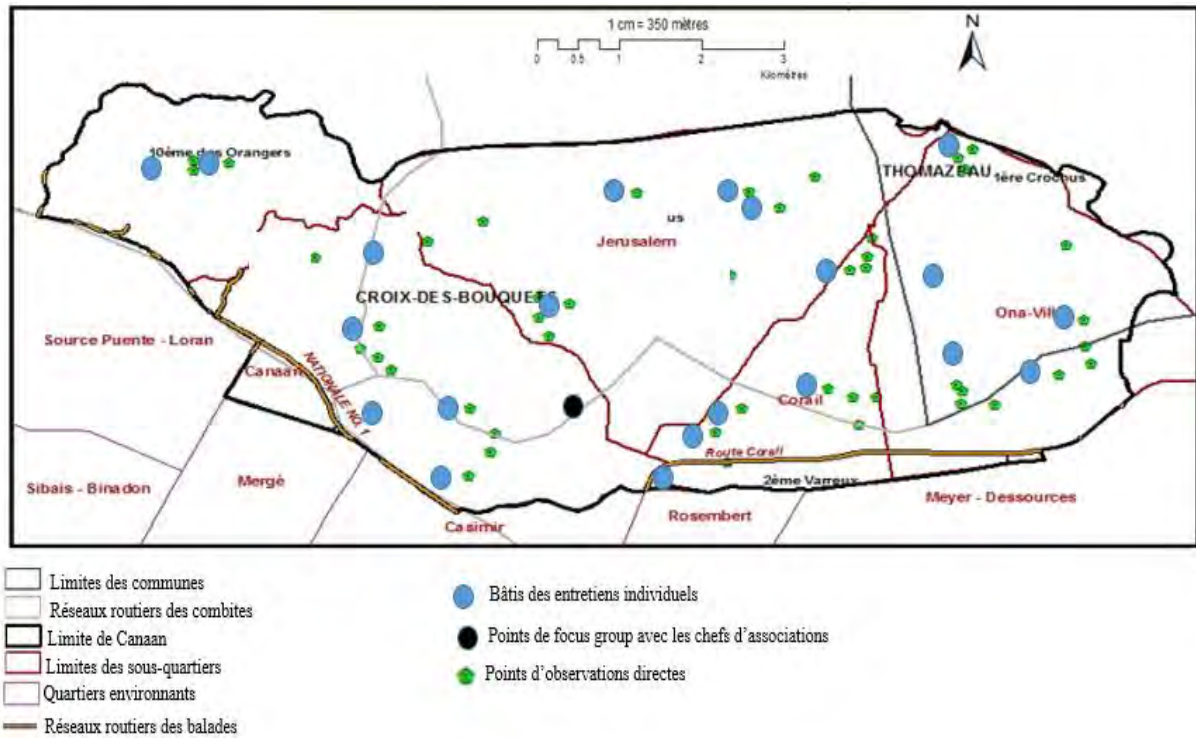 1 cm = 350 mètres
N
0 0.5 1 2 3
Kilomètres
10ème des Orangers
THOMAZEAU
1ère Crochus
us
Jerusalem
CROIX-DES-BOUQUETS
Ona-Vill
Source Puente - Loran
Canaan
NATIONALE NO. 1
Corail
Route Corail
2ème Varreux
Sibais - Binadon
Mergé
Casimir
Rosembert
Meyer - Dessources
Limites des communes
Réseaux routiers des combites
Limite de Canaan
Limites des sous-quartiers
Quartiers environnants
Réseaux routiers des balades
Bâtis des entretiens individuels
Points de focus group avec les chefs d’associations
Points d’observations directes